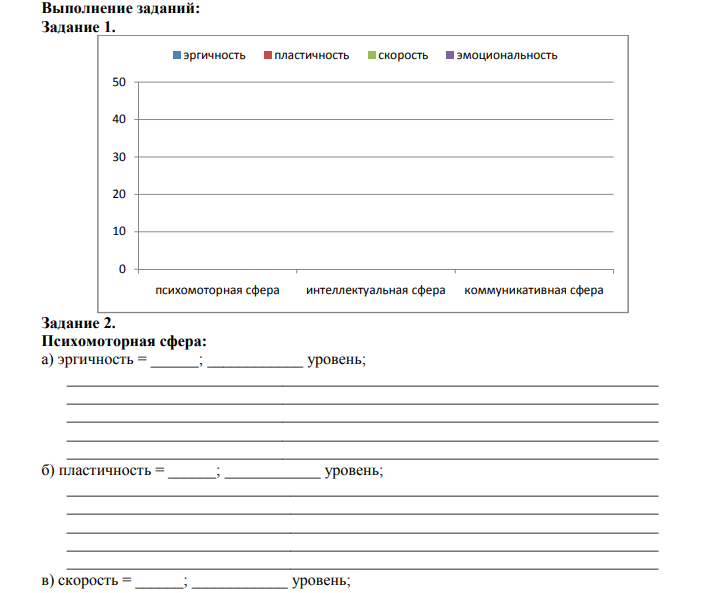 Выполнение заданий:
Задание 1.
эргичность пластичность скорость эмоциональность
50
40
30
20
10
0
психомоторная сфера интеллектуальная сфера коммуникативная сфера
Задание 2.
Психомоторная сфера:
а) эргичность = ______; ____________ уровень;
б) пластичность = ______; ____________ уровень;
в) скорость = ______; ____________ уровень;